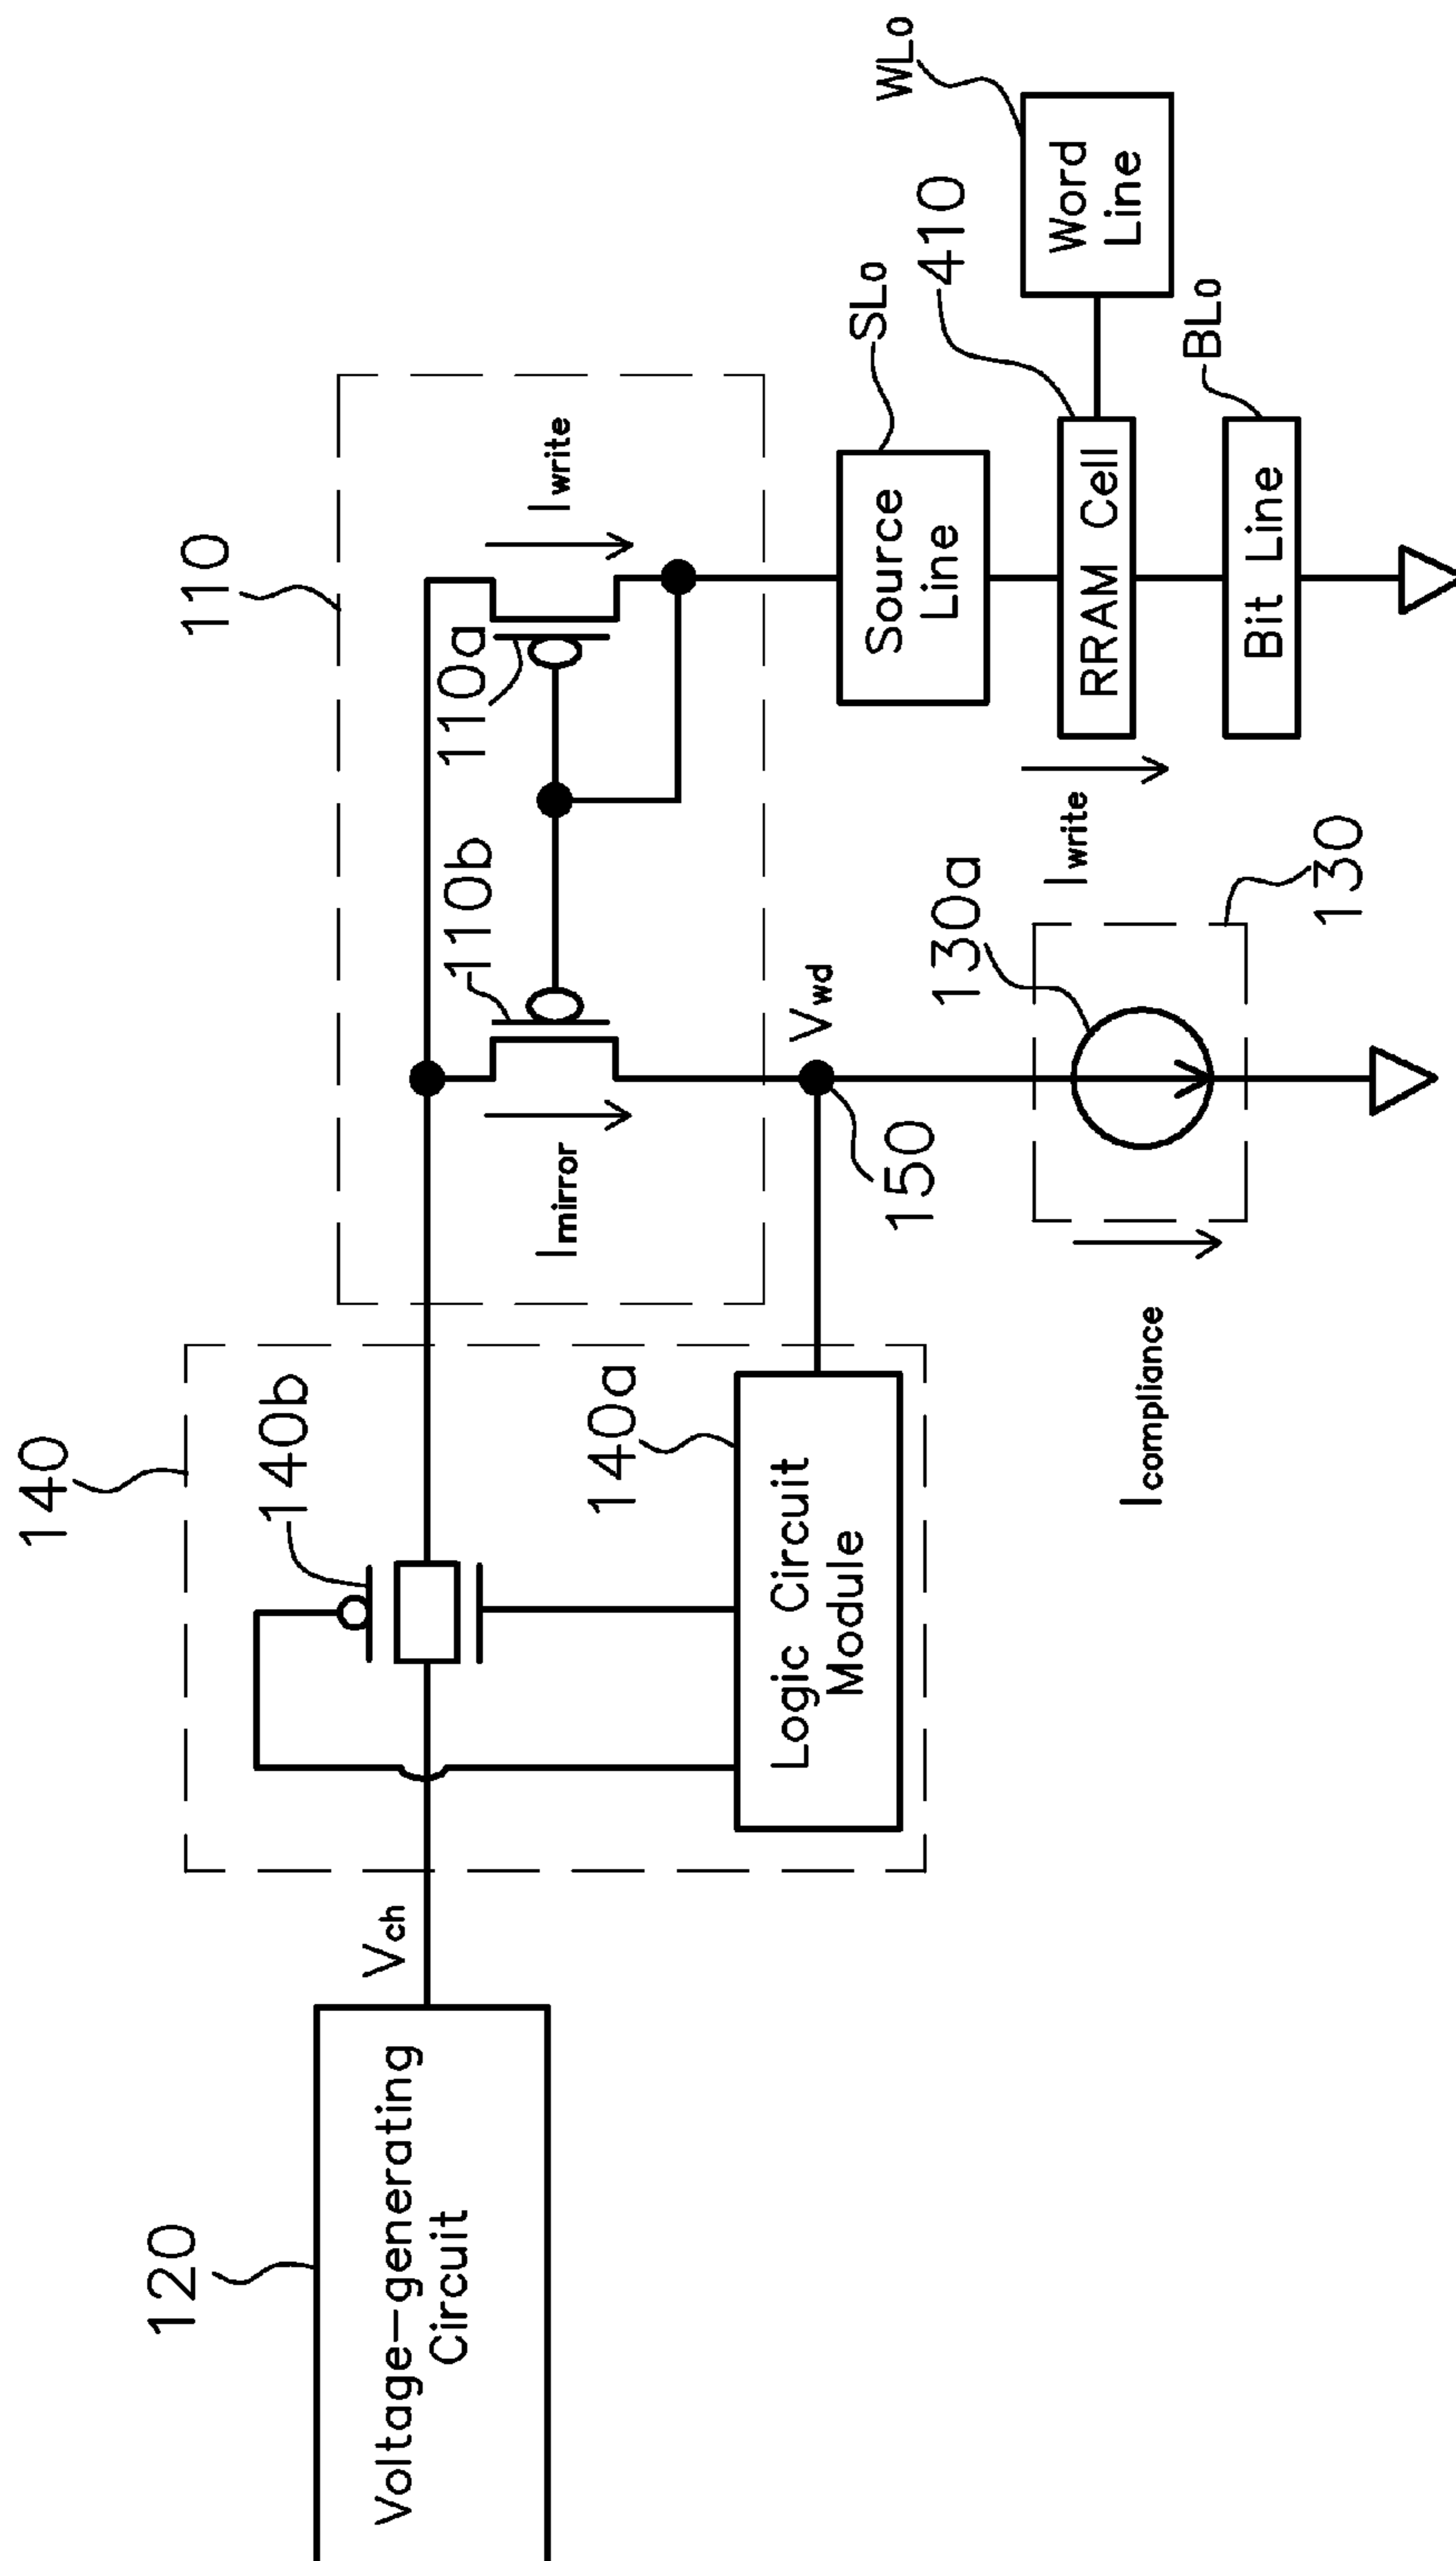 120
Voltage-generating
Circuit
Vch
140
140b
140a
Logic Circuit
Module
110
110b
110a
Imirror
Iwrite
Vwd
150
Icompliance
130a
130
Iwrite
Source
Line
SL0
RRAM Cell
410
Word
Line
WL0
Bit Line
BL0